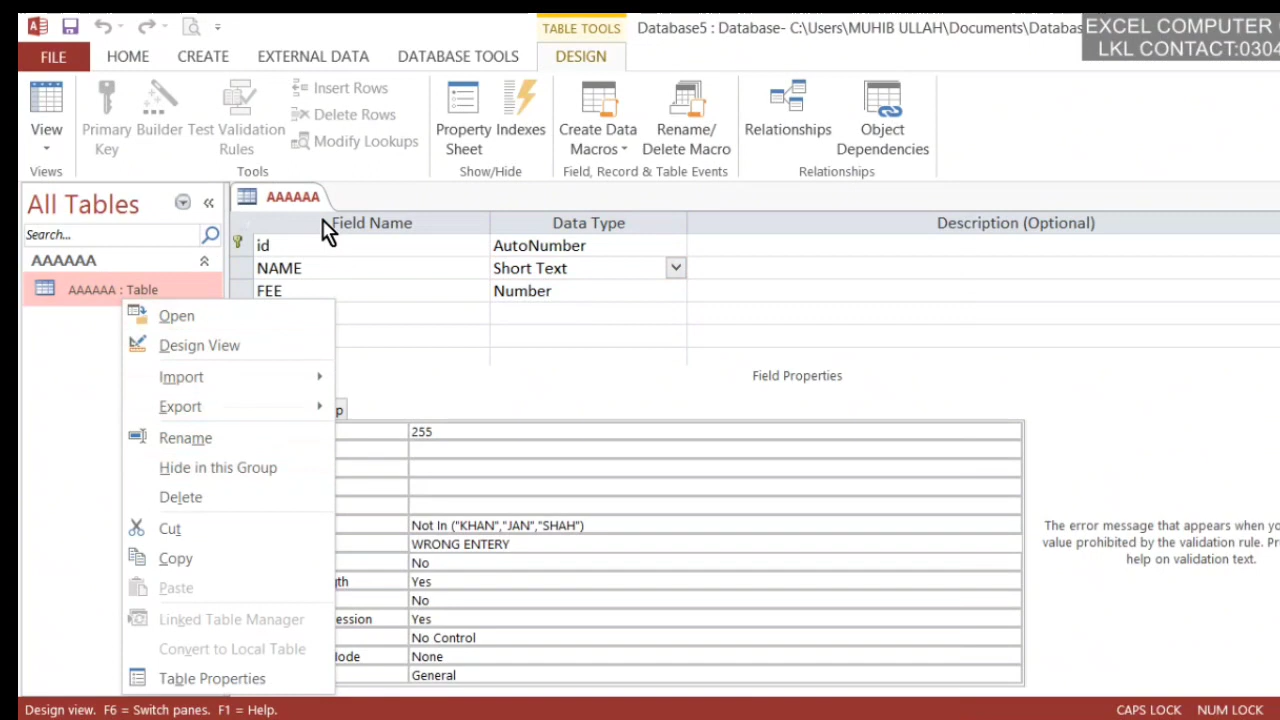 TABLE TOOLS
Database5 : Database- C:\Users\MUHIB ULLAH\Documents\Databas
EXCEL COMPUTER
LKL CONTACT:0304
FILE
HOME
CREATE
EXTERNAL DATA
DATABASE TOOLS
DESIGN
View
Primary Key
Builder
Test Validation Rules
Insert Rows
Delete Rows
Modify Lookups
Property Sheet
Indexes
Create Data Macros
Rename/ Delete Macro
Relationships
Object Dependencies
Views
Tools
Show/Hide
Field, Record & Table Events
Relationships
All Tables
Search...
AAAAAA
AAAAAA : Table
AAAAAA
Field Name
Data Type
Description (Optional)
id
AutoNumber
NAME
Short Text
FEE
Number
Open
Design View
Import
Export
Rename
Hide in this Group
Delete
Cut
Copy
Paste
Linked Table Manager
Convert to Local Table
Table Properties
Field Properties
p
255
Not In ("KHAN","JAN","SHAH")
WRONG ENTERY
No
th
Yes
No
ession
Yes
No Control
ode
None
General
The error message that appears when yo
value prohibited by the validation rule. Pr
help on validation text.
Design view. F6 = Switch panes. F1 = Help.
CAPS LOCK
NUM LOCK